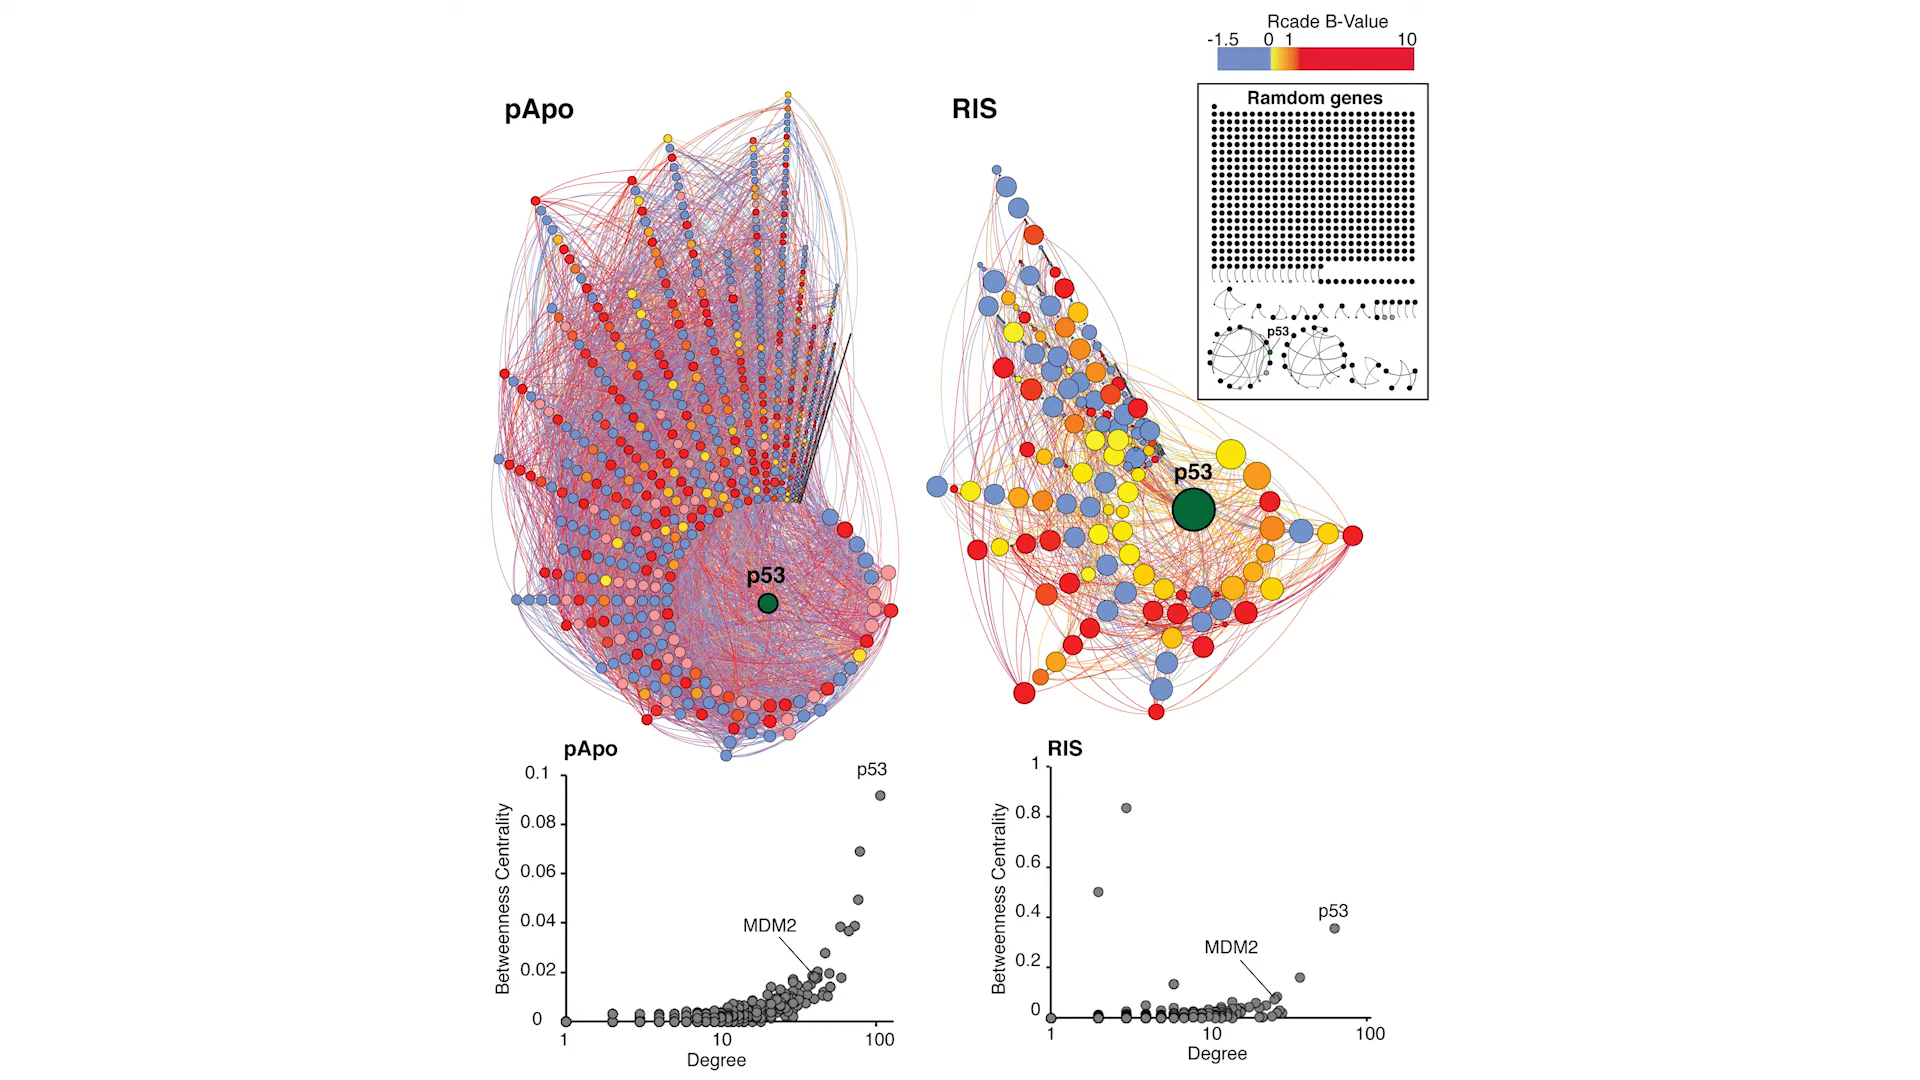 Rcade B-Value
-1.5 0 1 10
pApo
RIS
Ramdom genes
p53
p53
p53
pApo
0.1
0.08
0.06
0.04
0.02
0
Betweenness Centrality
p53
MDM2
1 10 100
Degree
RIS
1
0.8
0.6
0.4
0.2
0
Betweenness Centrality
p53
MDM2
1 10 100
Degree